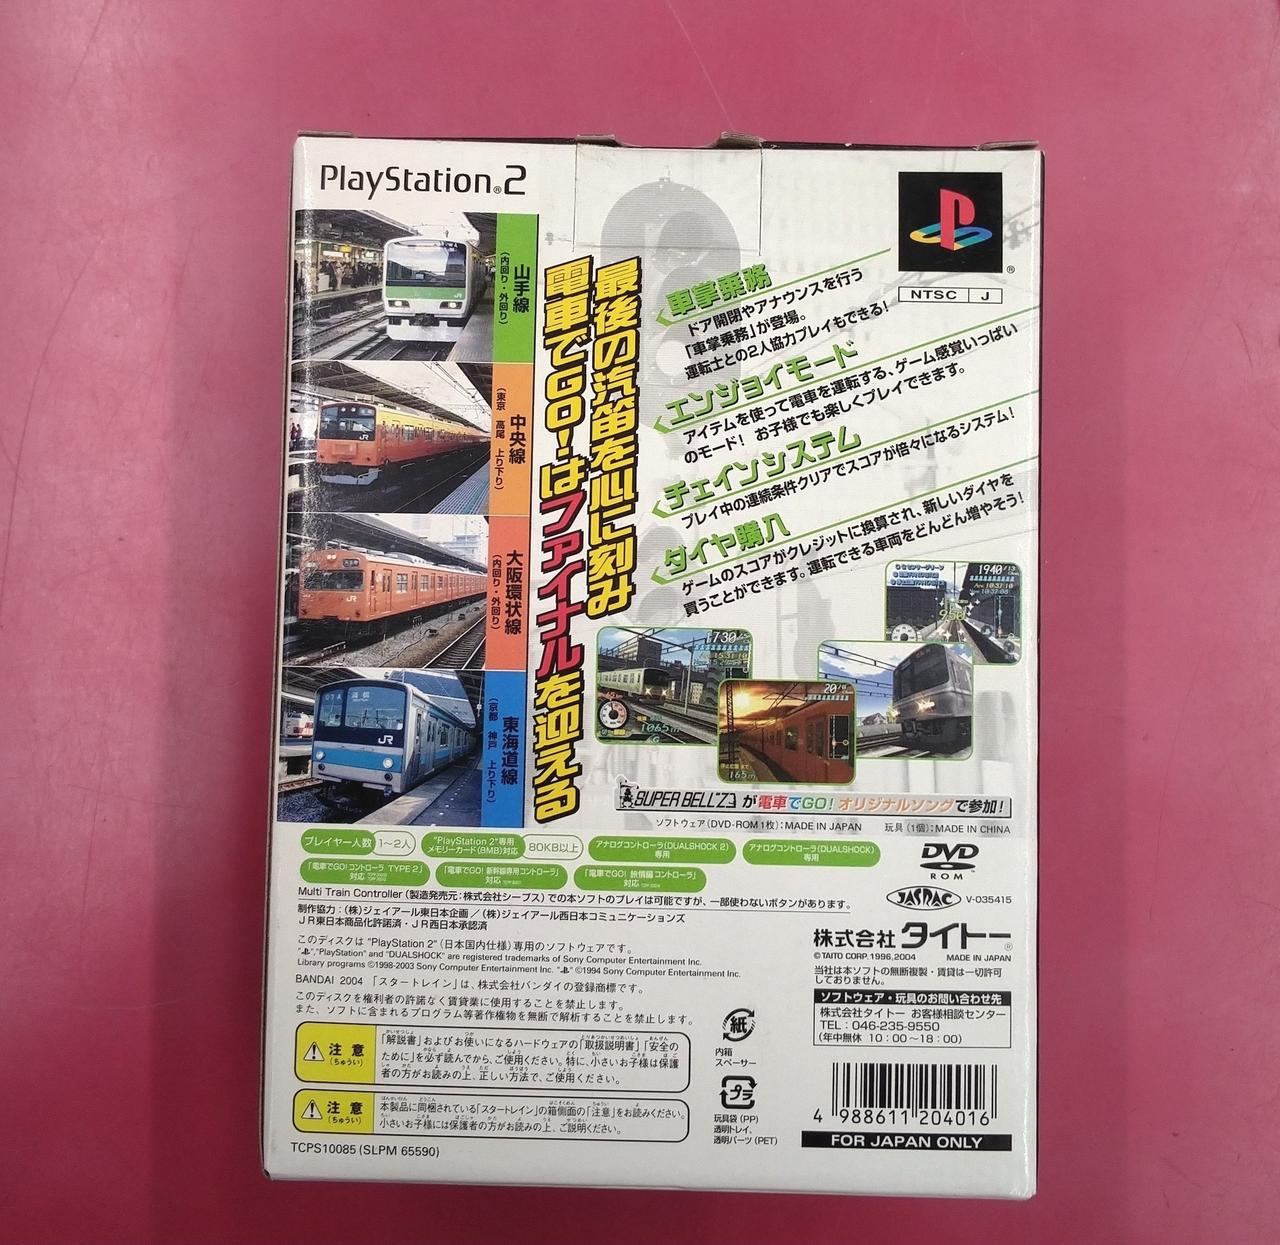 PlayStation®2
NTSC J
山手線
(内回り・外回り)
中央線
(東京 高尾 上り下り)
大阪環状線
(内回り・外回り)
東海道線
(京都 神戸 上り下り)
最後の汽笛を心に刻み
電車でGO!はファイナルを迎える
車掌乗務
ドア開閉やアナウンスを行う
「車掌乗務」が登場。
運転士との2人協力プレイもできる!
エンジョイモード
アイテムを使って電車を運転する、ゲーム感覚いっぱい
のモード! お子様でも楽しくプレイできます。
チェインシステム
プレイ中の連続条件クリアでスコアが倍々になるシステム!
ダイヤ購入
ゲームのスコアがクレジットに換算され、新しいダイヤを
買うことができます。運転できる車両をどんどん増やそう!
SUPER BELL"Zが電車でGO!オリジナルソングで参加!
ソフトウェア(DVD-ROM 1枚):MADE IN JAPAN 玩具(1個):MADE IN CHINA
プレイヤー人数 1~2人
"PlayStation 2"専用
メモリーカード(8MB)対応 80KB以上
アナログコントローラ(DUALSHOCK 2)
専用
アナログコントローラ(DUALSHOCK)
専用
「電車でGO!コントローラ TYPE 2」
対応
「電車でGO!新幹線専用コントローラ」
対応
「電車でGO! 旅情編コントローラ」
対応
DVD
ROM
JASRAC V-035415
Multi Train Controller(製造発売元:株式会社シープス)での本ソフトのプレイは可能ですが、一部使わないボタンがあります。
制作協力:(株)ジェイアール東日本企画/(株)ジェイアール西日本コミュニケーションズ
JR東日本商品化許諾済・JR西日本承認済
このディスクは"PlayStation 2"(日本国内仕様)専用のソフトウェアです。
" ","PlayStation" and "DUALSHOCK" are registered trademarks of Sony Computer Entertainment Inc.
Library programs ©1998-2003 Sony Computer Entertainment Inc. " " ©1994 Sony Computer Entertainment Inc.
BANDAI 2004 「スタートレイン」は、株式会社バンダイの登録商標です。
このディスクを権利者の許諾なく賃貸業に使用することを禁止します。
また、ソフトに含まれるプログラム等著作権物を無断で解析することを禁止します。
株式会社タイトー®
©TAITO CORP.1996,2004 MADE IN JAPAN
当社は本ソフトの無断複製・賃貸は一切許可
しておりません。
ソフトウェア・玩具のお問い合わせ先
株式会社タイトー お客様相談センター
TEL:046-235-9550
(年中無休 10:00~18:00)
注意
(ちゅうい)
「解説書」およびお使いになるハードウェアの「取扱説明書」「安全の
ために」を必ず読んでから、ご使用ください。特に、小さいお子様は保護
者の方がお読みの上、正しい方法で、ご使用ください。
注意
(ちゅうい)
本製品に同梱されている「スタートレイン」の箱側面の「注意」をお読みください。
小さいお子様には保護者の方がお読みの上、ご説明ください。
紙
内箱
スペーサー
プラ
玩具袋(PP)
透明トレイ、
透明パーツ(PET)
4 988611 204016
FOR JAPAN ONLY
TCPS10085(SLPM 65590)